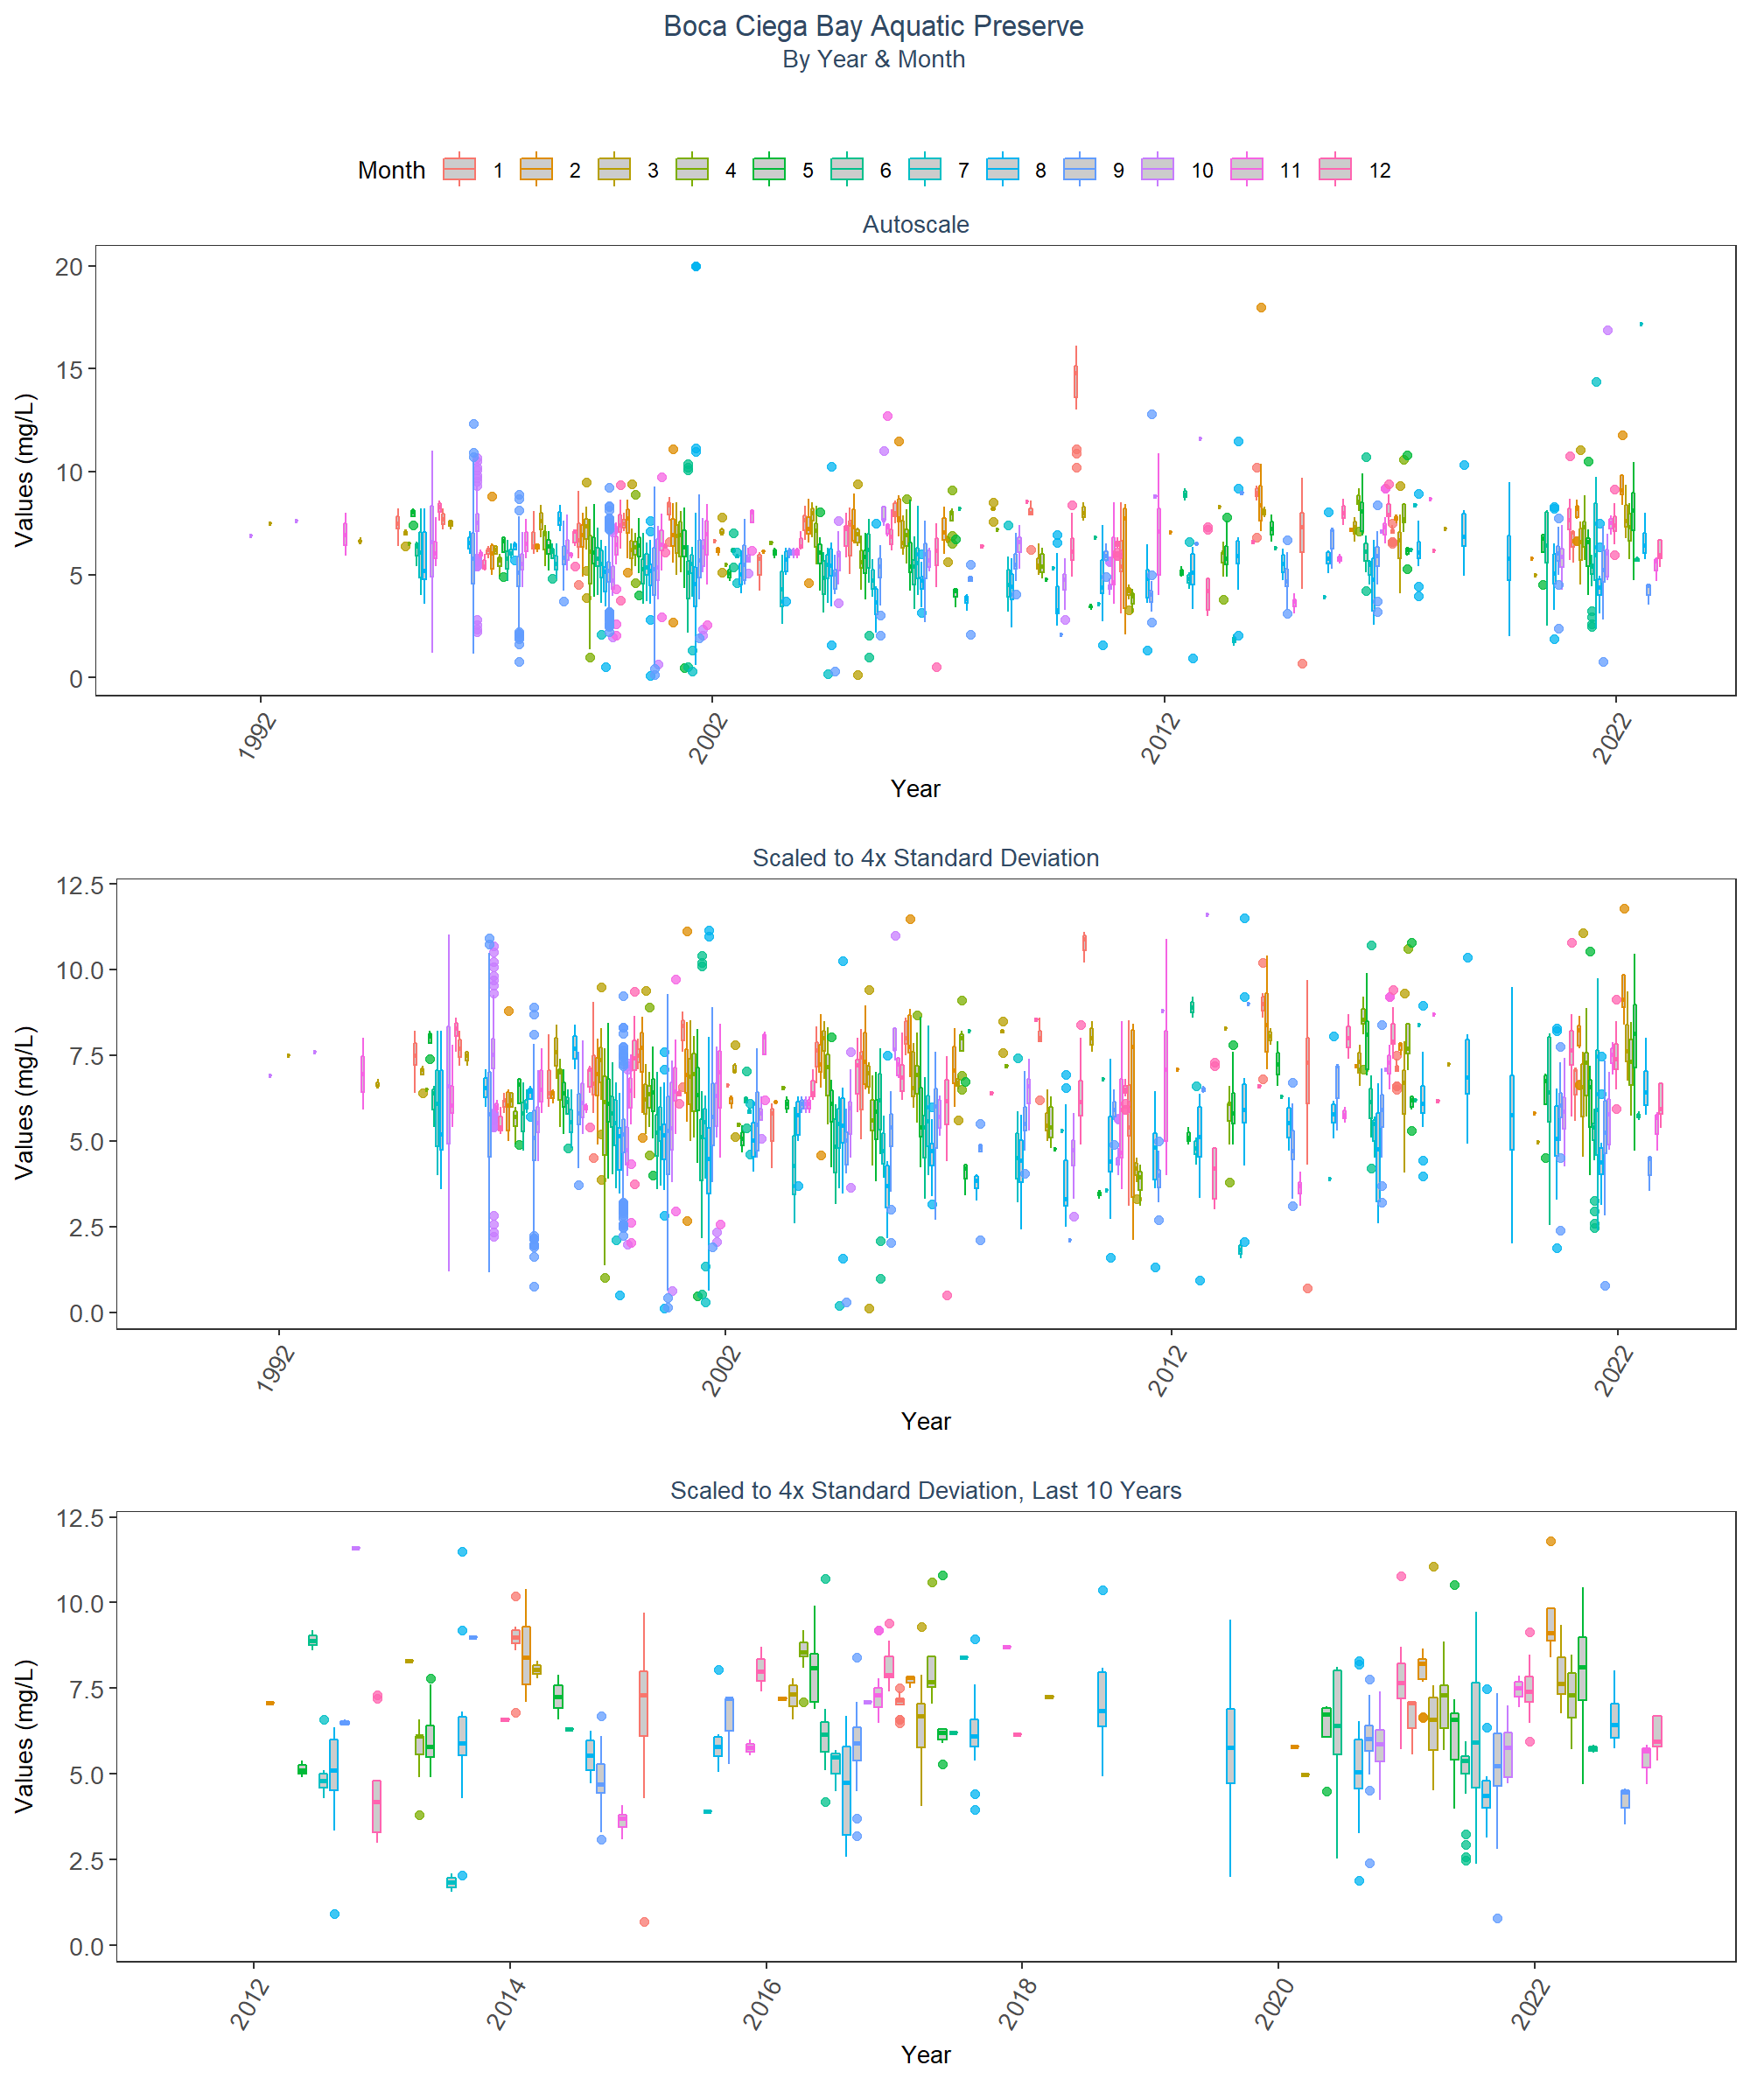 Boca Ciega Bay Aquatic Preserve
By Year & Month
Month 1 2 3 4 5 6 7 8 9 10 11 12
Autoscale
20
15
10
5
0
Values (mg/L)
1992 2002 2012 2022
Year
Scaled to 4x Standard Deviation
12.5
10.0
7.5
5.0
2.5
0.0
Values (mg/L)
1992 2002 2012 2022
Year
Scaled to 4x Standard Deviation, Last 10 Years
12.5
10.0
7.5
5.0
2.5
0.0
Values (mg/L)
2012 2014 2016 2018 2020 2022
Year